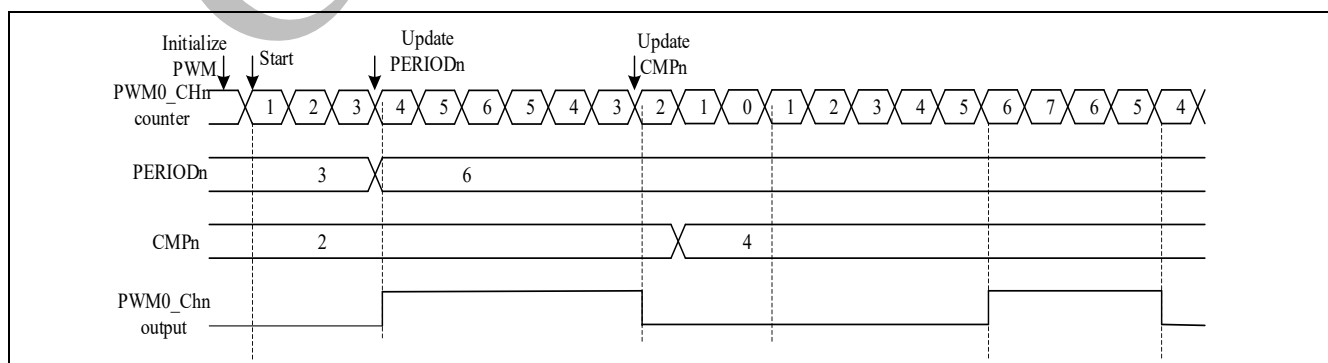 Initialize
PWM
Start
Update
PERIODn
Update
CMPn
PWM0_CHn
counter
1 2 3 4 5 6 5 4 3 2 1 0 1 2 3 4 5 6 7 6 5 4
PERIODn
3 6
CMPn
2 4
PWM0_Chn
output